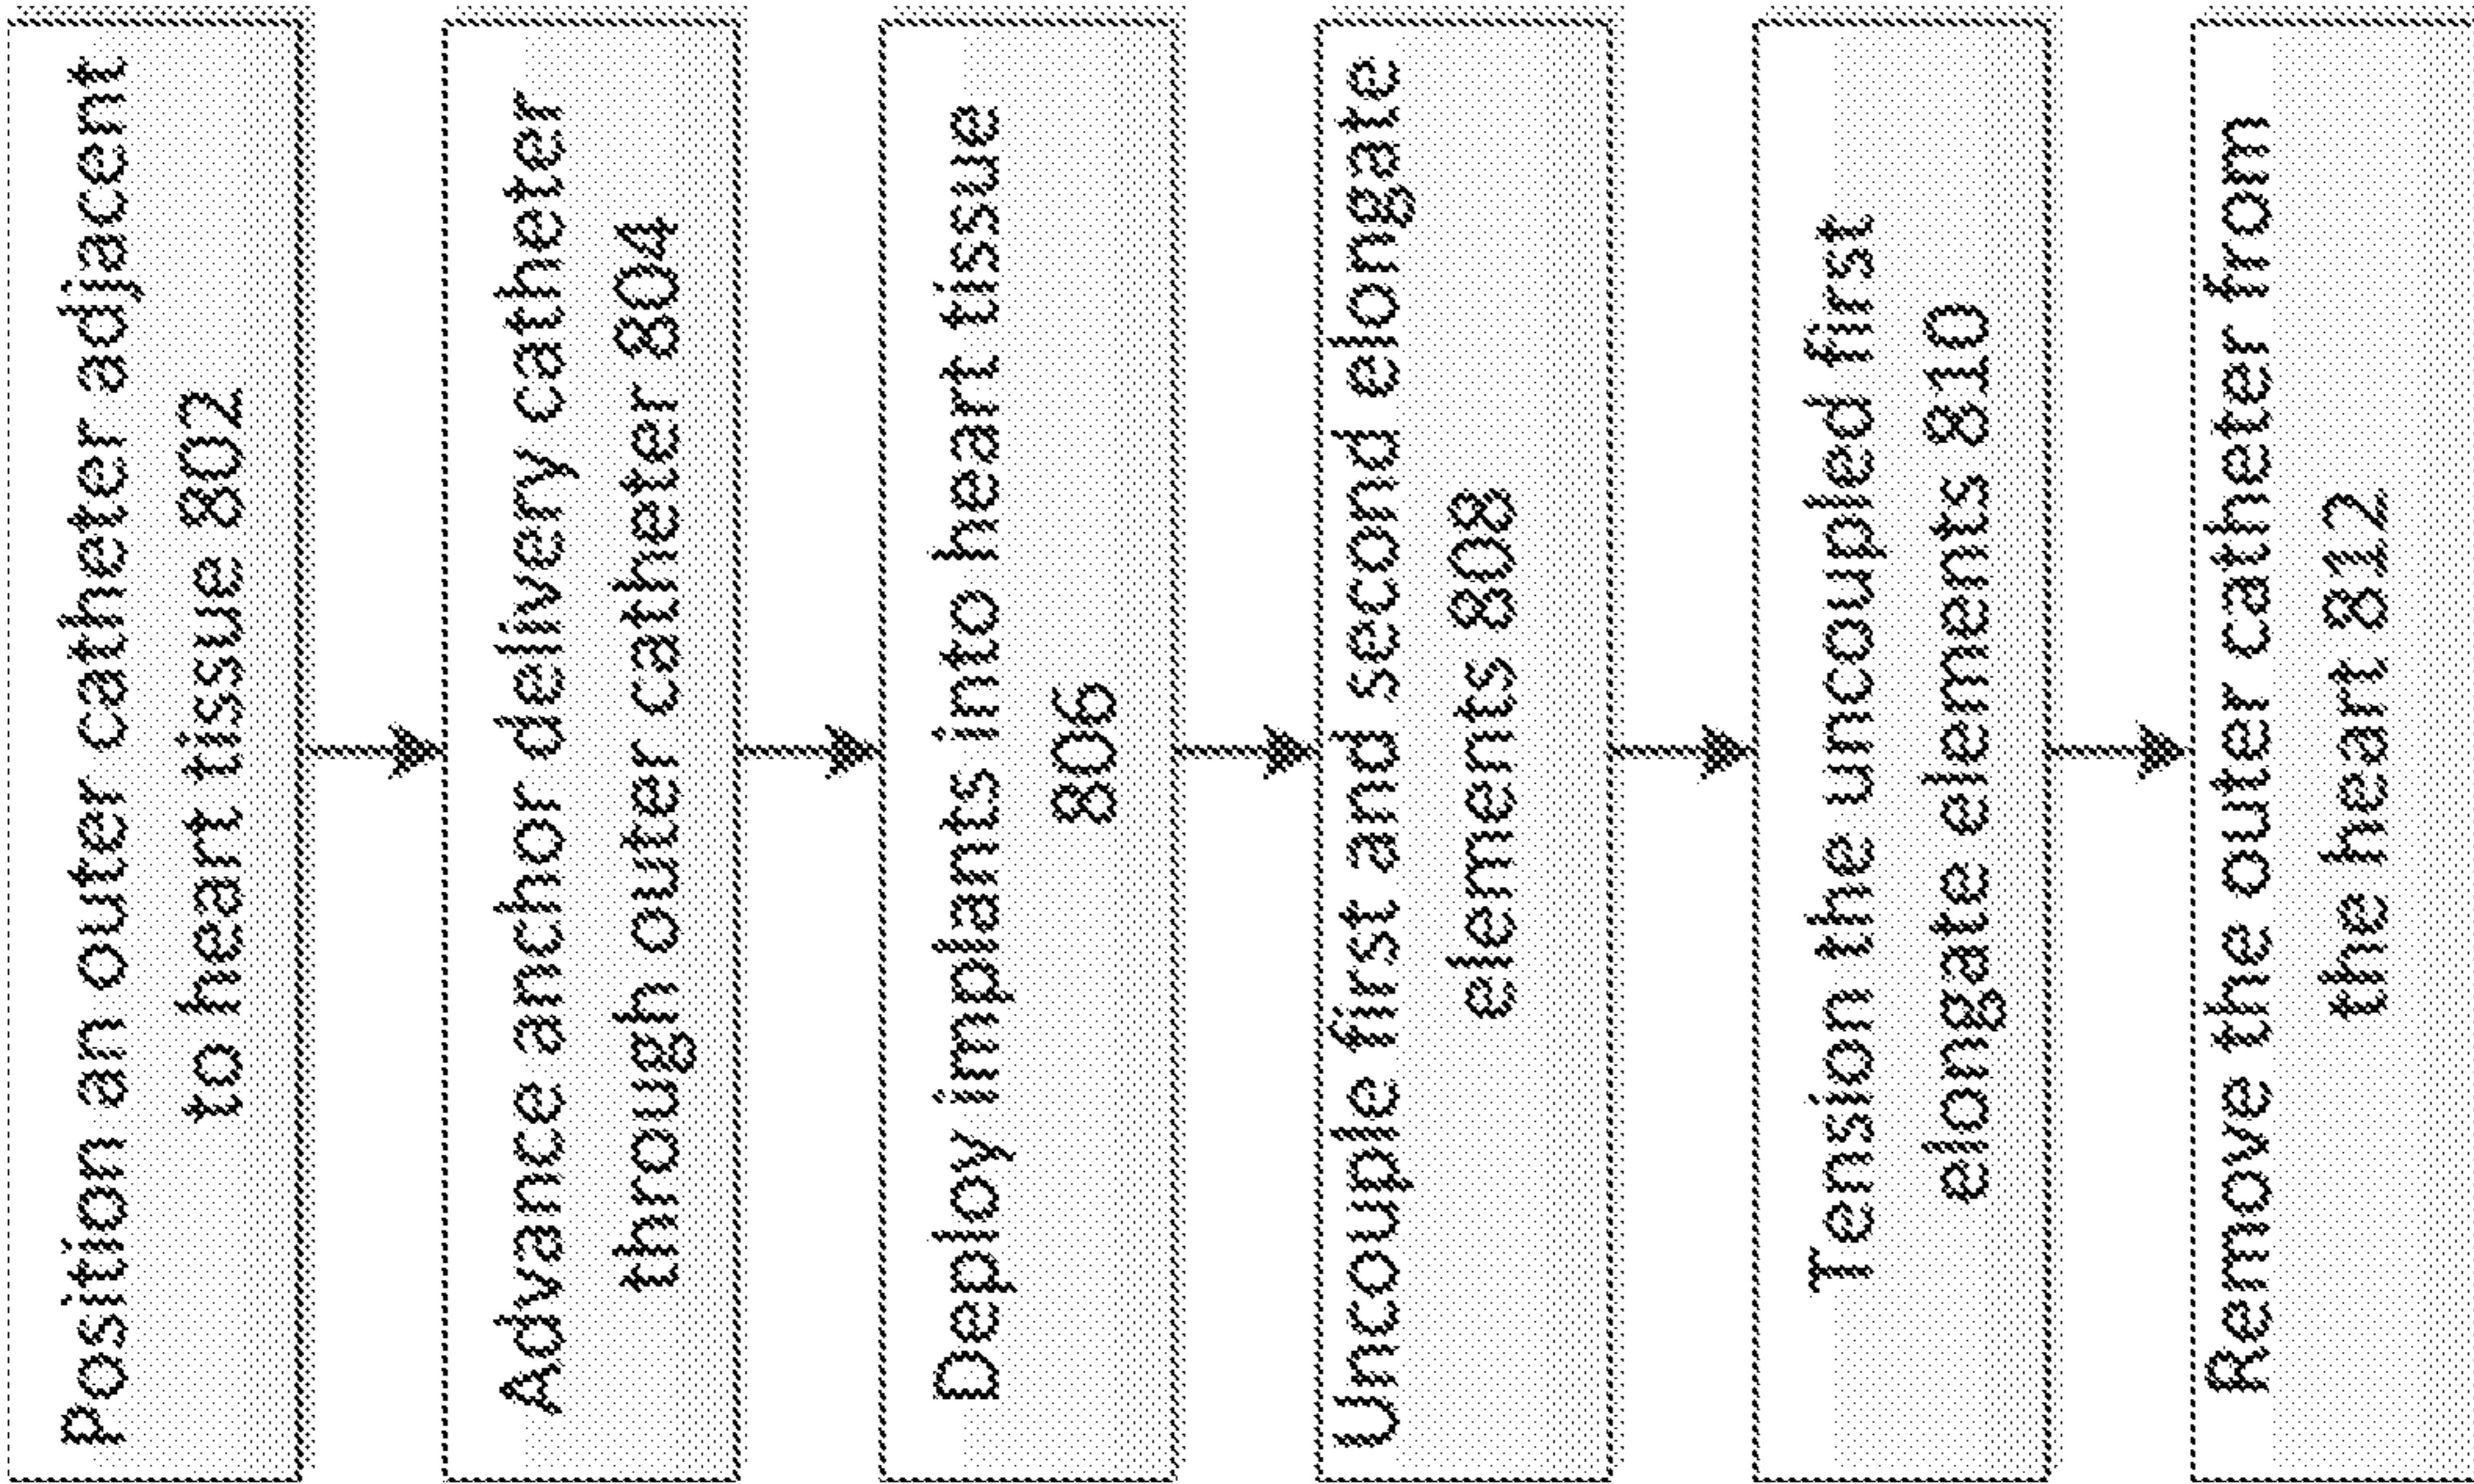 Position an outer catheter adjacent
to heart tissue 802
Advance anchor delivery catheter
through outer catheter 804
Deploy implants into heart tissue
806
Uncouple first and second elongate
elements 808
Tension the uncoupled first
elongate elements 810
Remove the outer catheter from
the heart 812